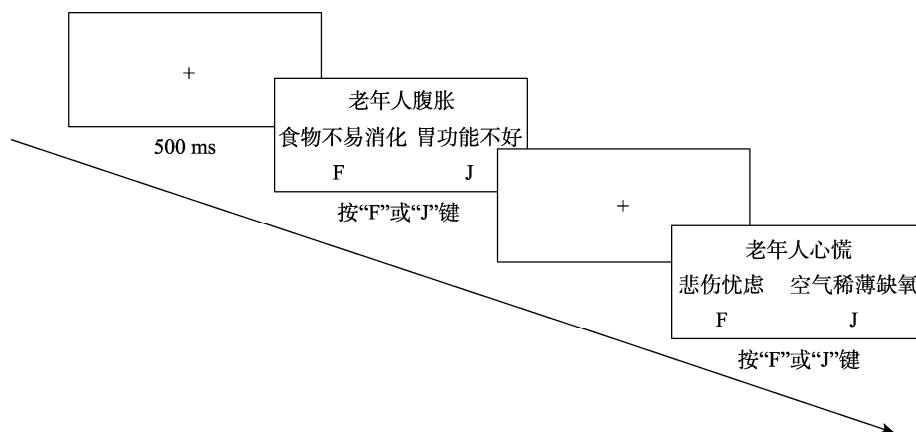 +
500 ms
老年人腹胀
食物不易消化 胃功能不好
F J
按“F”或“J”键
+
老年人心慌
悲伤忧虑 空气稀薄缺氧
F J
按“F”或“J”键